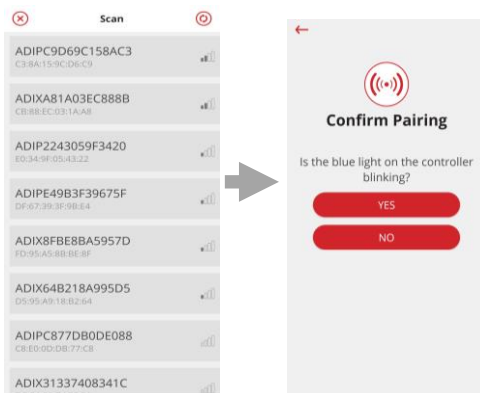 Scan
ADIPC9D69C158AC3
C3:8A:15:9C:D6:C9
ADIXA81A03EC888B
CB:88:EC:03:1A:A8
ADIP2243059F3420
E0:34:9F:05:43:22
ADIPE49B3F39675F
DF:67:39:3F:9B:E4
ADIX8FBE8BA5957D
FD:95:A5:8B:BE:8F
ADIX64B218A995D5
D5:95:A9:18:B2:64
ADIPC877DB0DE088
C8:E0:0D:DB:77:C8
ADIX31337408341C
Confirm Pairing
Is the blue light on the controller
blinking?
YES
NO